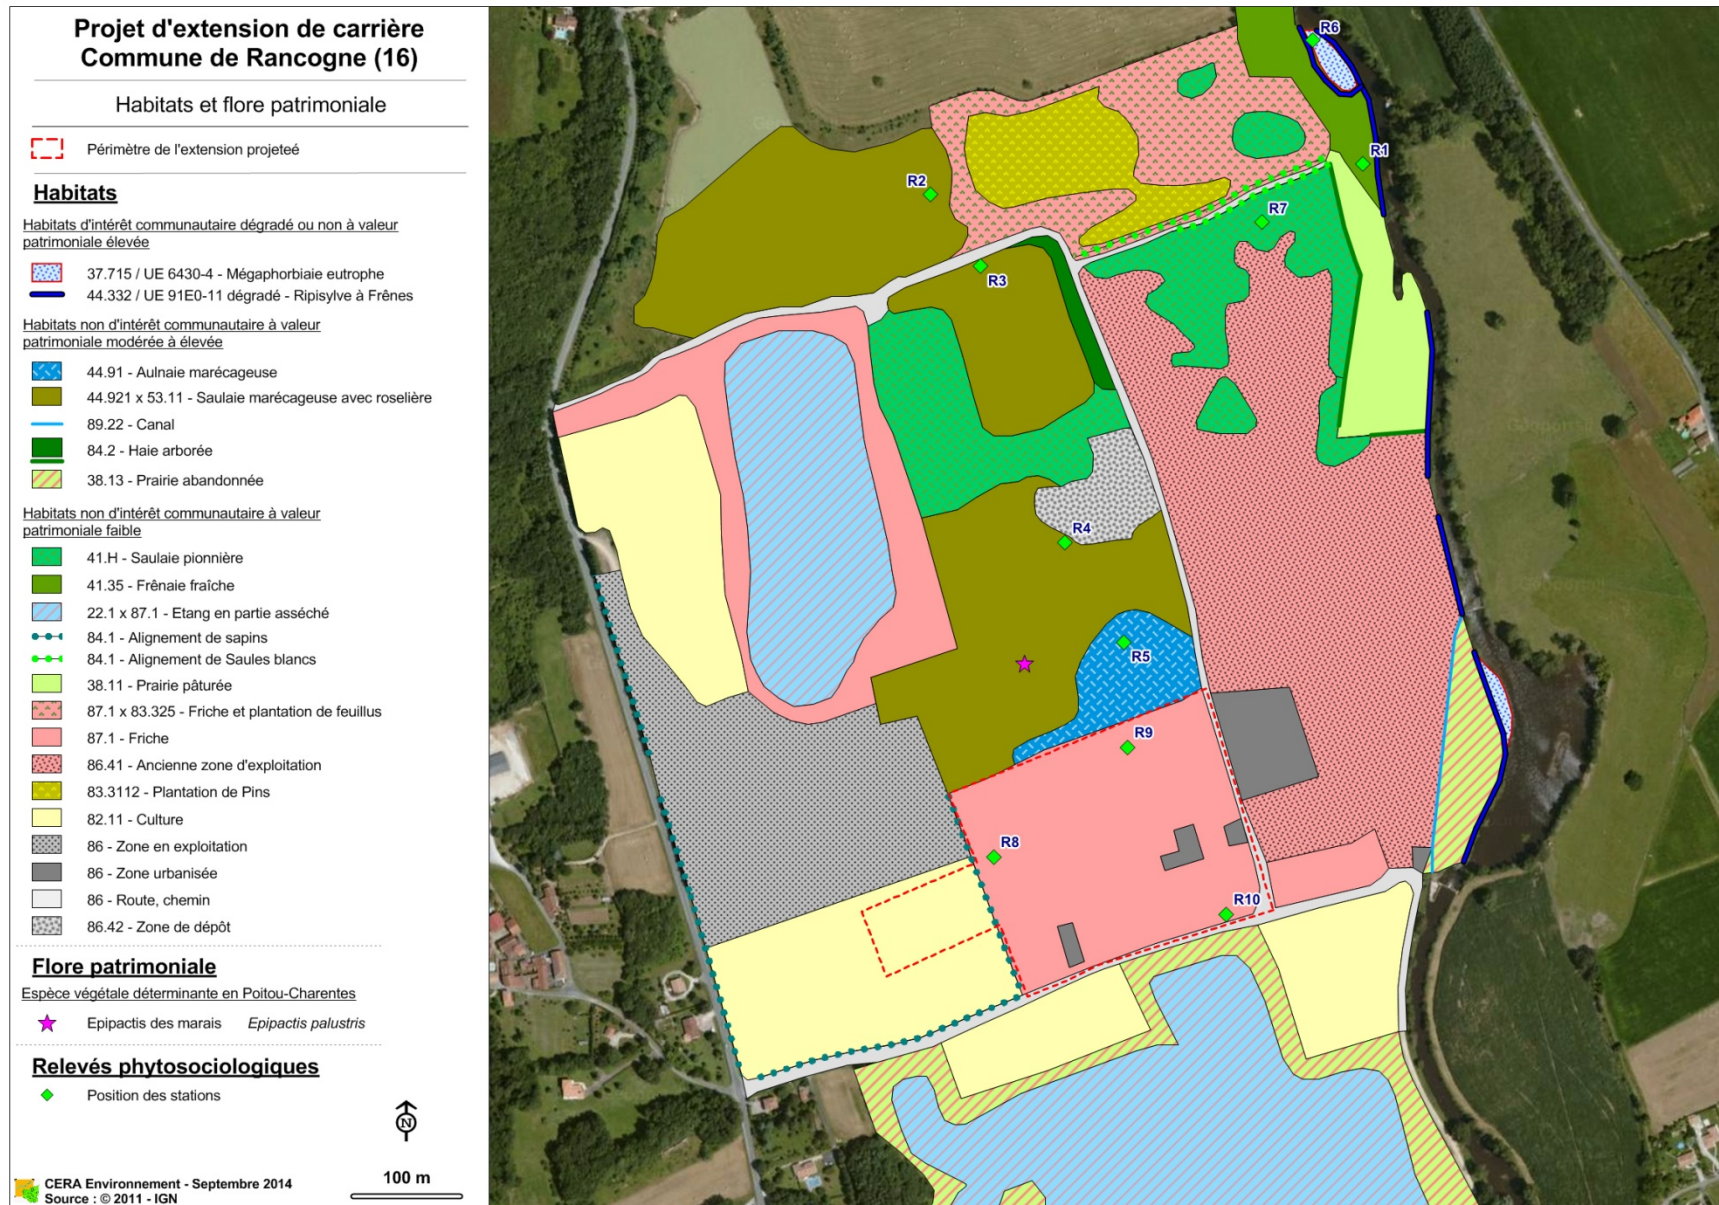 Projet d'extension de carrière
Commune de Rancogne (16)
Habitats et flore patrimoniale
Périmètre de l'extension projeteé
Habitats
Habitats d'intérêt communautaire dégradé ou non à valeur
patrimoniale élevée
37.715 / UE 6430-4 - Mégaphorbiaie eutrophe
44.332 / UE 91E0-11 dégradé - Ripisylve à Frênes
Habitats non d'intérêt communautaire à valeur
patrimoniale modérée à élevée
44.91 - Aulnaie marécageuse
44.921 x 53.11 - Saulaie marécageuse avec roselière
89.22 - Canal
84.2 - Haie arborée
38.13 - Prairie abandonnée
Habitats non d'intérêt communautaire à valeur
patrimoniale faible
41.H - Saulaie pionnière
41.35 - Frênaie fraîche
22.1 x 87.1 - Etang en partie asséché
84.1 - Alignement de sapins
84.1 - Alignement de Saules blancs
38.11 - Prairie pâturée
87.1 x 83.325 - Friche et plantation de feuillus
87.1 - Friche
86.41 - Ancienne zone d'exploitation
83.3112 - Plantation de Pins
82.11 - Culture
86 - Zone en exploitation
86 - Zone urbanisée
86 - Route, chemin
86.42 - Zone de dépôt
Flore patrimoniale
Espèce végétale déterminante en Poitou-Charentes
Epipactis des marais Epipactis palustris
Relevés phytosociologiques
Position des stations
N
100 m
CERA Environnement - Septembre 2014
Source : © 2011 - IGN
R6
R1
R2
R7
R3
R4
R5
R9
R8
R10